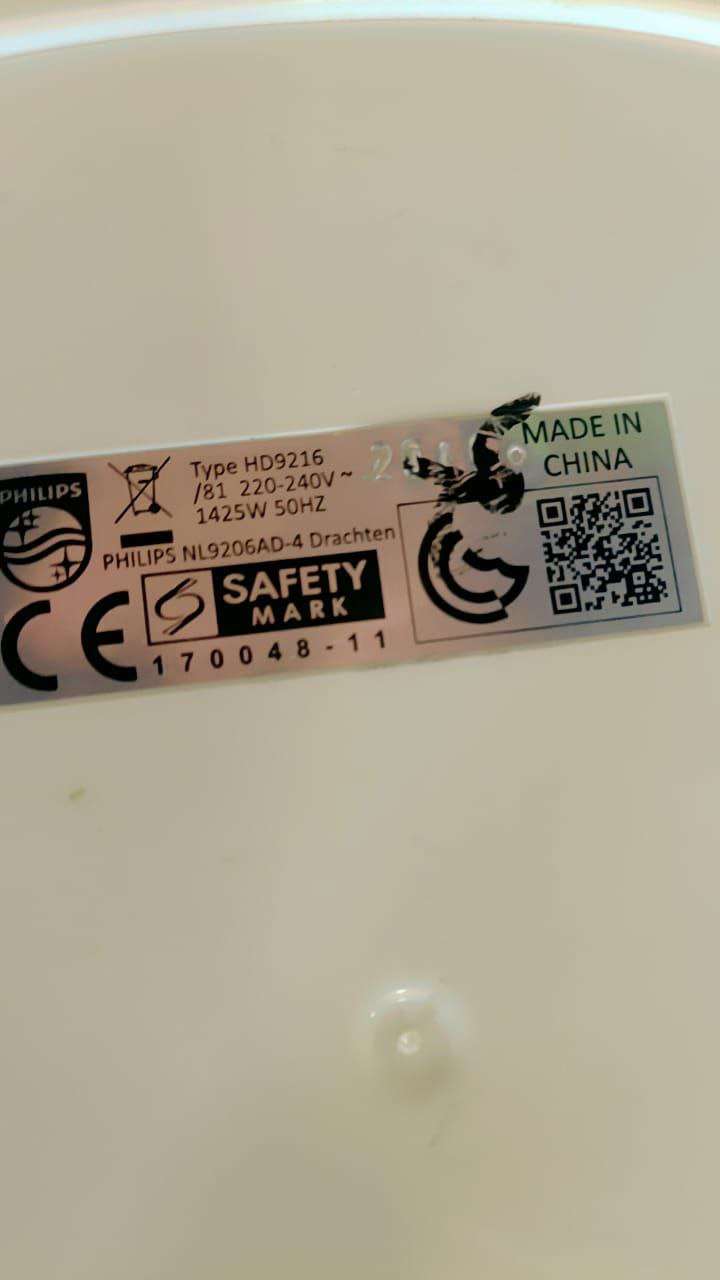 PHILIPS
Type HD9216
/81 220-240V ~
1425W 50HZ
PHILIPS NL9206AD-4 Drachten
CE
SAFETY
MARK
170048-11
MADE IN
CHINA